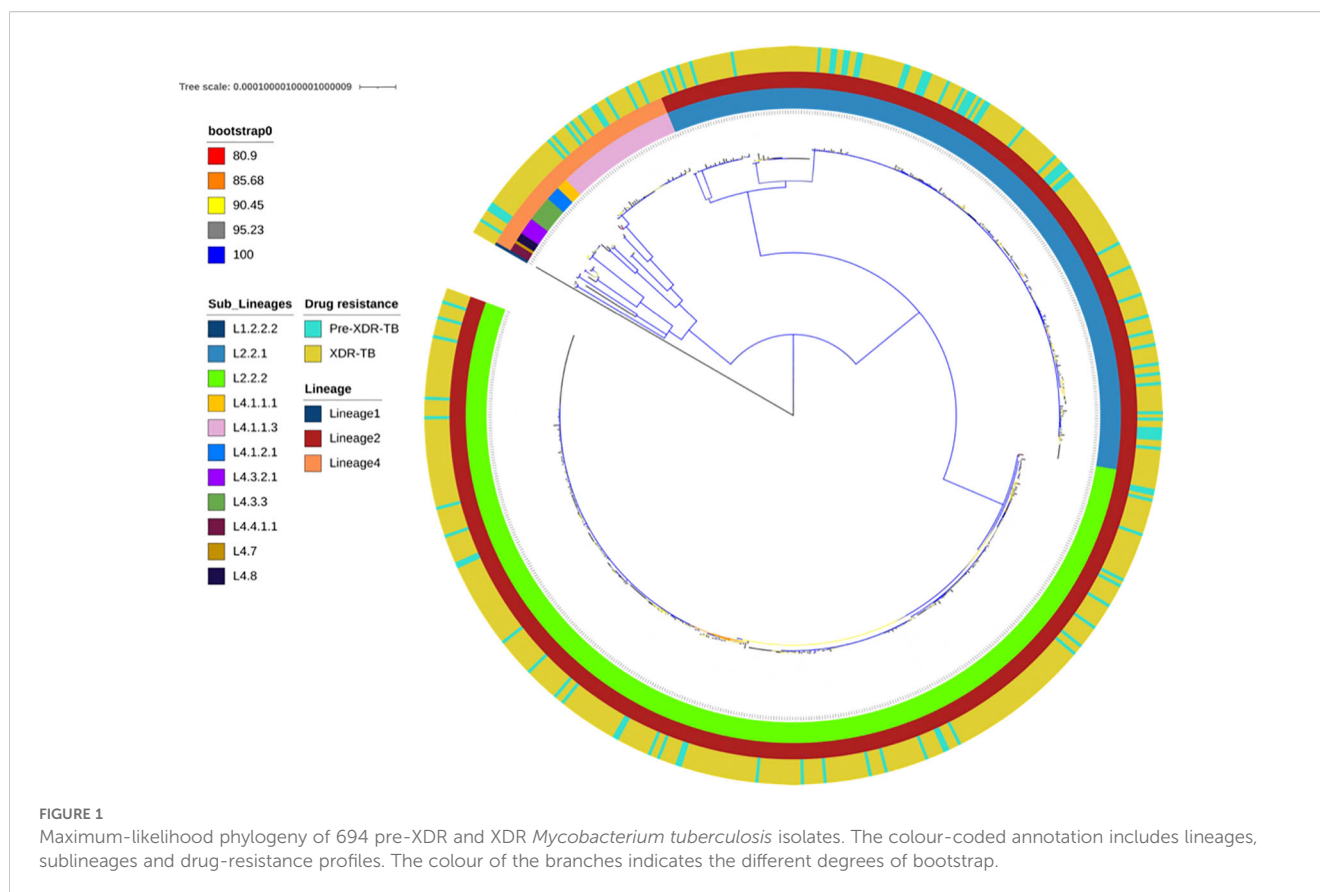 Tree scale: 0.00010000100001000009
bootstrap0
80.9
85.68
90.45
95.23
100
Sub_Lineages
L1.2.2.2
L2.2.1
L2.2.2
L4.1.1.1
L4.1.1.3
L4.1.2.1
L4.3.2.1
L4.3.3
L4.4.1.1
L4.7
L4.8
Drug resistance
Pre-XDR-TB
XDR-TB
Lineage
Lineage1
Lineage2
Lineage4
FIGURE 1
Maximum-likelihood phylogeny of 694 pre-XDR and XDR Mycobacterium tuberculosis isolates. The colour-coded annotation includes lineages,
sublineages and drug-resistance profiles. The colour of the branches indicates the different degrees of bootstrap.